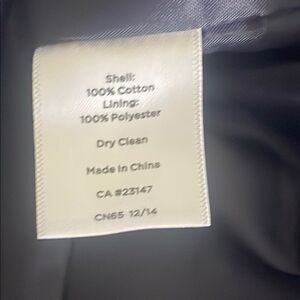 Shell:
100% Cotton
Lining:
100% Polyester
Dry Clean
Made in China
CA #23147
CN65 12/14